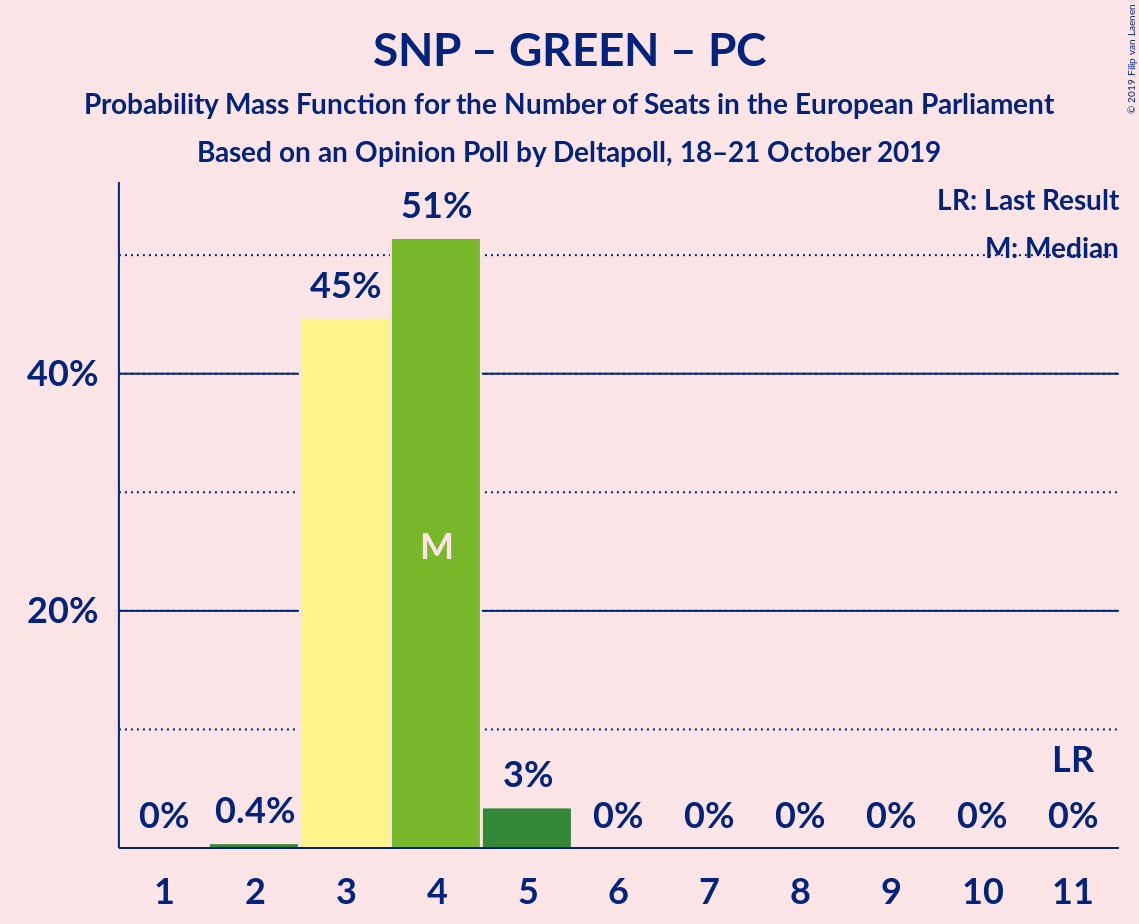 SNP – GREEN – PC
Probability Mass Function for the Number of Seats in the European Parliament
Based on an Opinion Poll by Deltapoll, 18–21 October 2019
© 2019 Filip van Laenen
LR: Last Result
M: Median
51%
45%
40%
M
20%
LR
0% 0.4% 3% 0% 0% 0% 0% 0% 0%
1 2 3 4 5 6 7 8 9 10 11